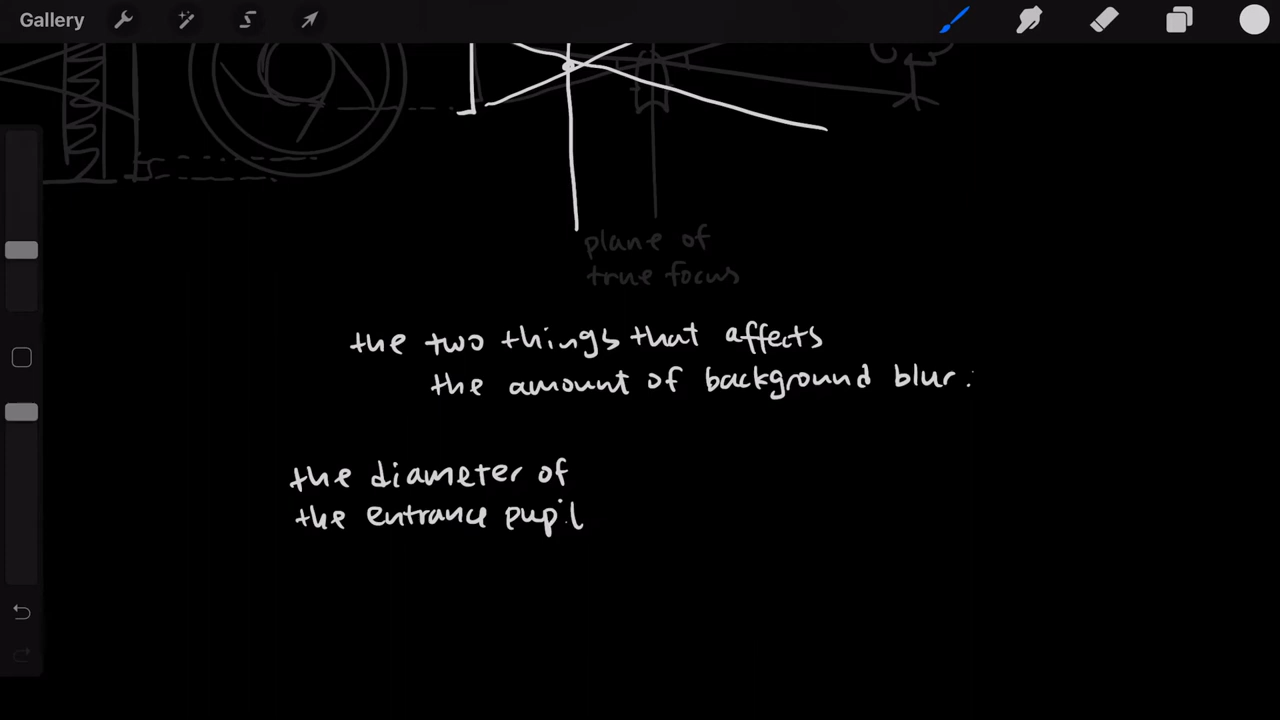 Gallery
plane of
true focus
the two things that affects
the amount of background blur:
the diameter of
the entrance pupil